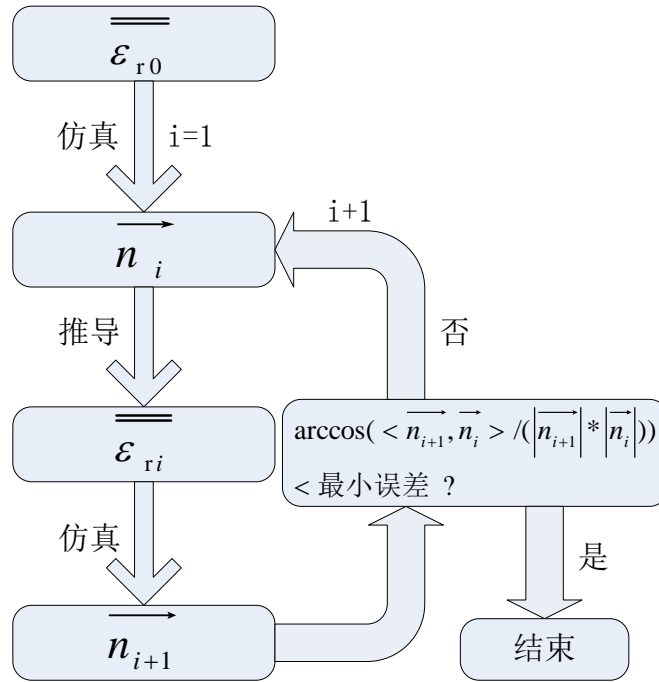 ε r0
仿真 i=1
i+1
n i
推导
否
arccos( < n i+1 , n i > /( |n i+1| * |n i| ))
< 最小误差 ?
ε ri
仿真
是
n i+1
结束